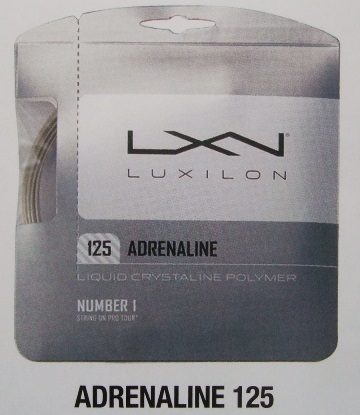 LXN
LUXILON
125 ADRENALINE
LIQUID CRYSTALINE POLYMER
NUMBER 1
STRING ON PRO TOUR*
ADRENALINE 125